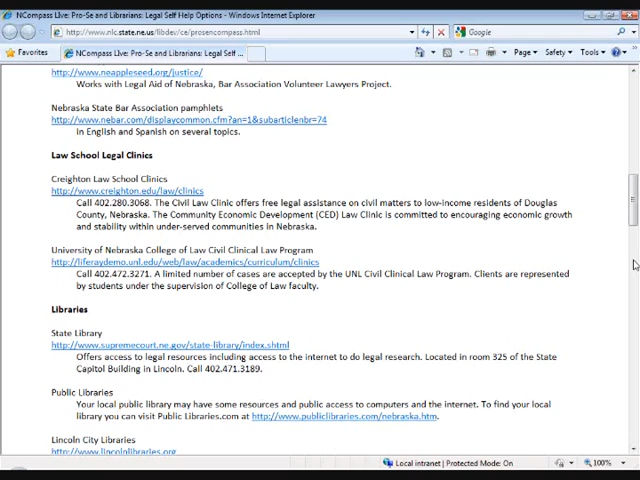 NCompass Live: Pro-Se and Librarians: Legal Self Help Options - Windows Internet Explorer
http://www.nlc.state.ne.us/libdev/ce/prosencompass.html
Google
Favorites
NCompass Live: Pro-Se and Librarians: Legal Self ...
Page
Safety
Tools
http://www.neappleseed.org/justice/
Works with Legal Aid of Nebraska, Bar Association Volunteer Lawyers Project.
Nebraska State Bar Association pamphlets
http://www.nebar.com/displaycommon.cfm?an=1&subarticlenbr=74
in English and Spanish on several topics.
Law School Legal Clinics
Creighton Law School Clinics
http://www.creighton.edu/law/clinics
Call 402.280.3068. The Civil Law Clinic offers free legal assistance on civil matters to low-income residents of Douglas
County, Nebraska. The Community Economic Development (CED) Law Clinic is committed to encouraging economic growth
and stability within under-served communities in Nebraska.
University of Nebraska College of Law Civil Clinical Law Program
http://liferaydemo.unl.edu/web/law/academics/curriculum/clinics
Call 402.472.3271. A limited number of cases are accepted by the UNL Civil Clinical Law Program. Clients are represented
by students under the supervision of College of Law faculty.
Libraries
State Library
http://www.supremecourt.ne.gov/state-library/index.shtml
Offers access to legal resources including access to the internet to do legal research. Located in room 325 of the State
Capitol Building in Lincoln. Call 402.471.3189.
Public Libraries
Your local public library may have some resources and public access to computers and the internet. To find your local
library you can visit Public Libraries.com at http://www.publiclibraries.com/nebraska.htm.
Lincoln City Libraries
http://www.lincolnlibraries.org
Local intranet | Protected Mode: On
100%